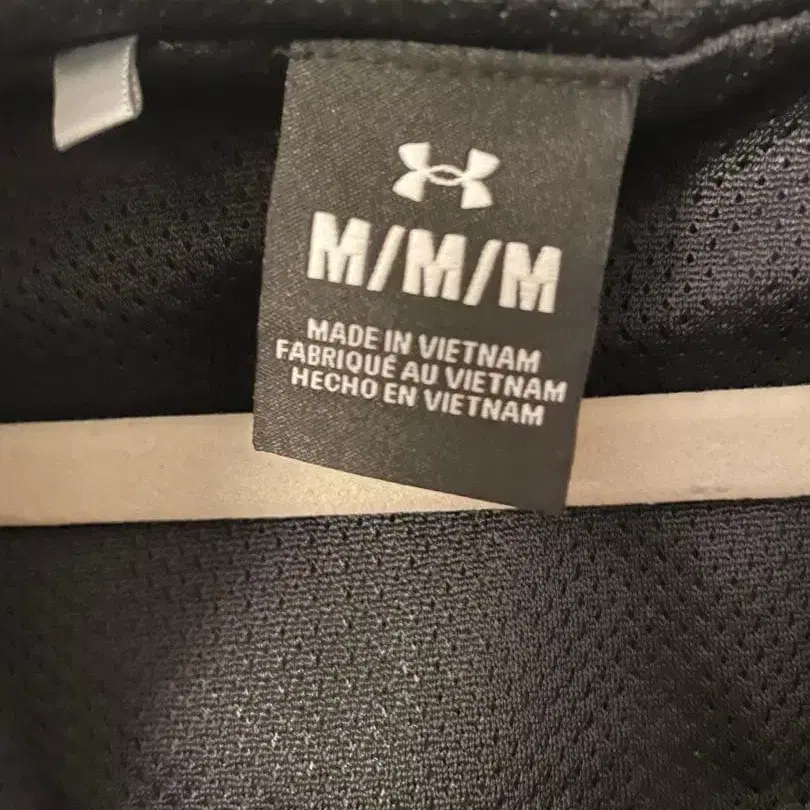 M/M/M
MADE IN VIETNAM
FABRIQUÉ AU VIETNAM
HECHO EN VIETNAM